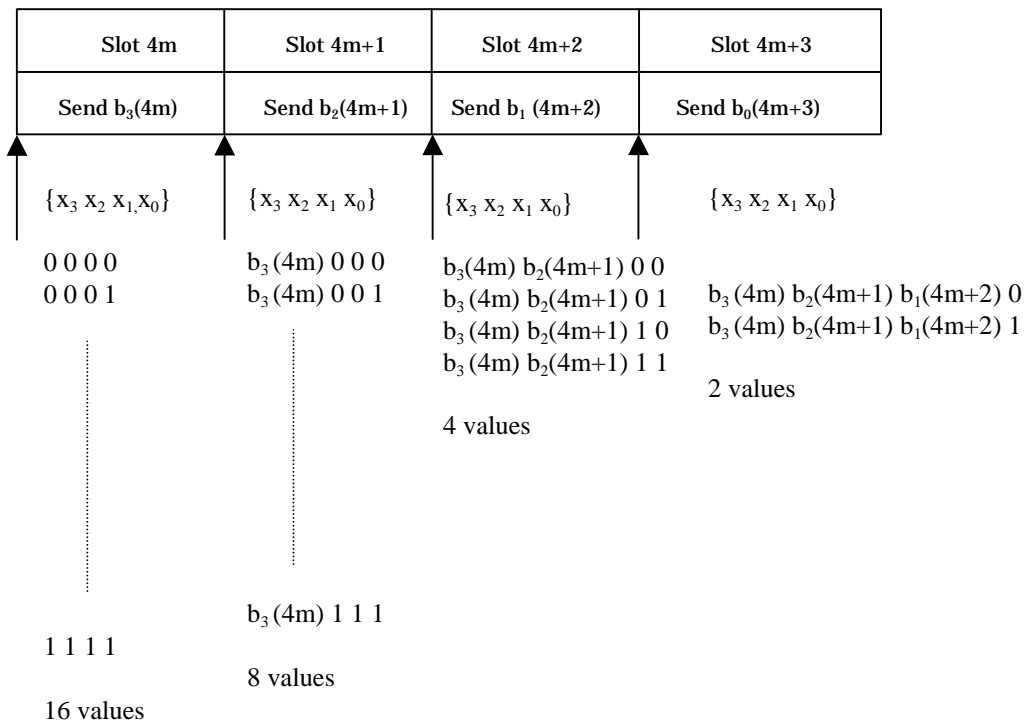 Slot 4m Slot 4m+1 Slot 4m+2 Slot 4m+3
Send b₃(4m) Send b₂(4m+1) Send b₁ (4m+2) Send b₀(4m+3)
{x₃ x₂ x₁,x₀} {x₃ x₂ x₁ x₀} {x₃ x₂ x₁ x₀} {x₃ x₂ x₁ x₀}
0 0 0 0
0 0 0 1
1 1 1 1
16 values
b₃ (4m) 0 0 0
b₃ (4m) 0 0 1
b₃ (4m) 1 1 1
8 values
b₃(4m) b₂(4m+1) 0 0
b₃ (4m) b₂(4m+1) 0 1
b₃ (4m) b₂(4m+1) 1 0
b₃ (4m) b₂(4m+1) 1 1
4 values
b₃ (4m) b₂(4m+1) b₁(4m+2) 0
b₃ (4m) b₂(4m+1) b₁(4m+2) 1
2 values